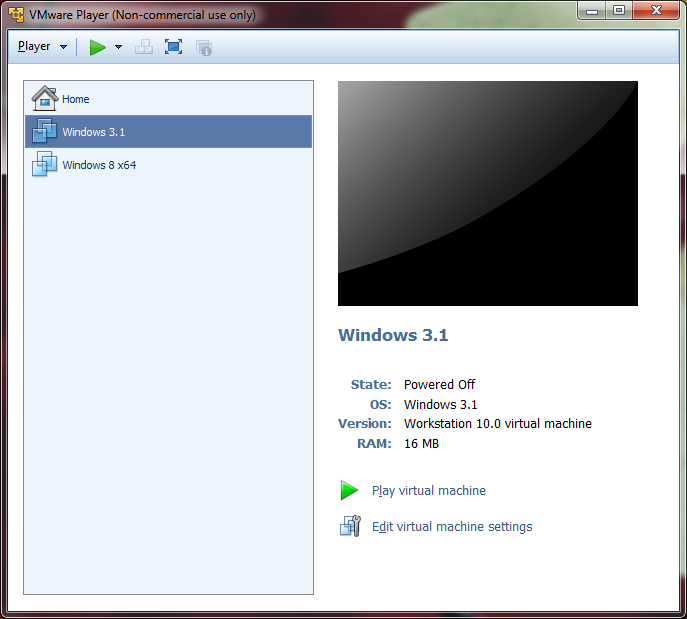 VMware Player (Non-commercial use only)
Player
Home
Windows 3.1
Windows 8 x64
Windows 3.1
State: Powered Off
OS: Windows 3.1
Version: Workstation 10.0 virtual machine
RAM: 16 MB
Play virtual machine
Edit virtual machine settings